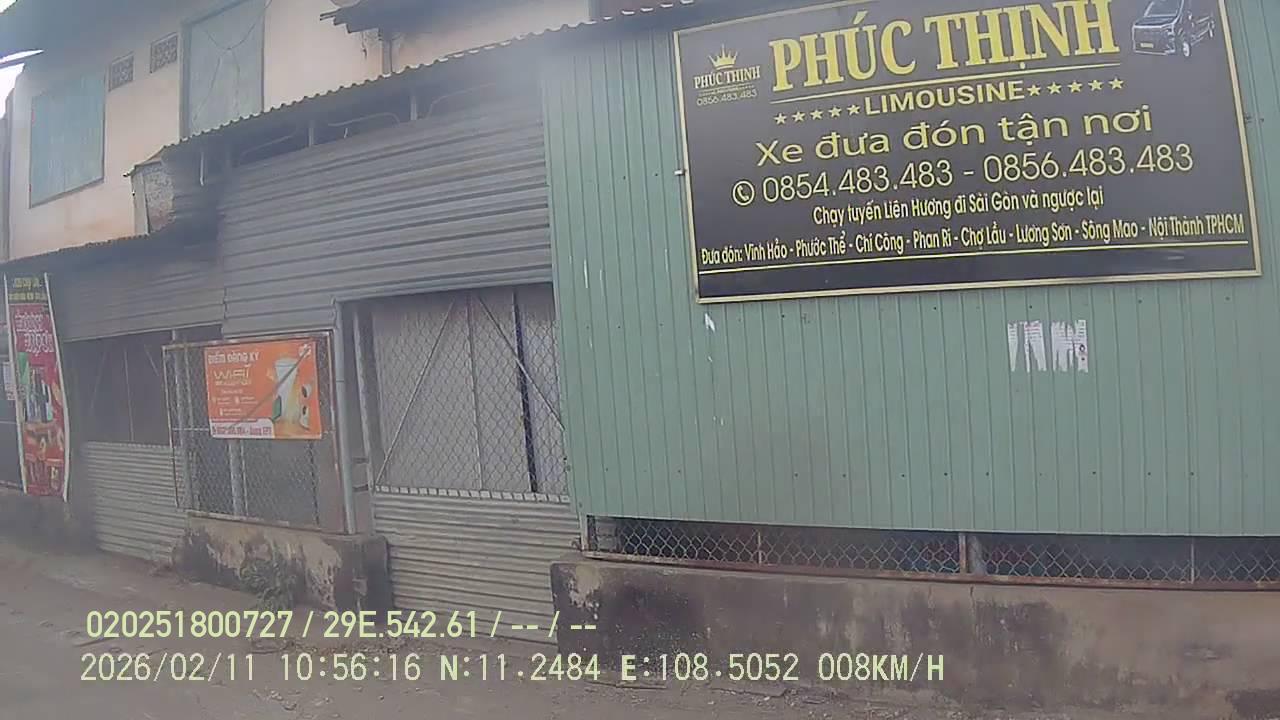 PHÚC THỊNH
0856.483.483
PHÚC THỊNH
★★★★★LIMOUSINE★★★★★
Xe đưa đón tận nơi
0854.483.483 - 0856.483.483
Chạy tuyến Liên Hương đi Sài Gòn và ngược lại
Đưa đón: Vĩnh Hảo - Phước Thể - Chí Công - Phan Rí - Chợ Lầu - Lương Sơn - Sông Mao - Nội Thành TPHCM
ĐIỂM ĐĂNG KÝ
WIFI
020251800727 / 29E.542.61 / -- / --
2026/02/11 10:56:16 N:11.2484 E:108.5052 008KM/H